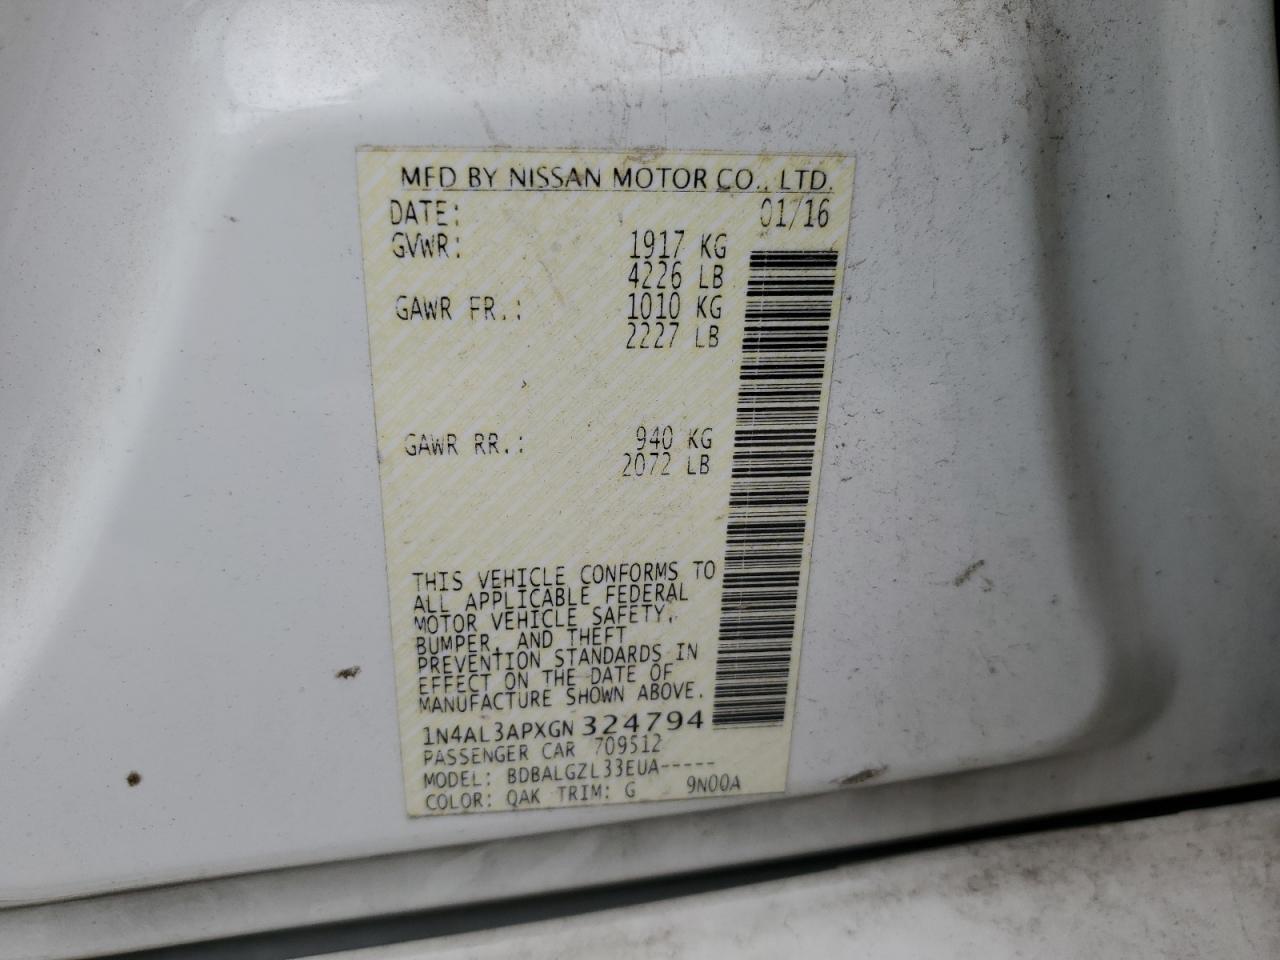 MFD BY NISSAN MOTOR CO., LTD.
DATE: 01/16
GVWR: 1917 KG
4226 LB
GAWR FR.: 1010 KG
2227 LB
GAWR RR.: 940 KG
2072 LB
THIS VEHICLE CONFORMS TO
ALL APPLICABLE FEDERAL
MOTOR VEHICLE SAFETY,
BUMPER, AND THEFT
PREVENTION STANDARDS IN
EFFECT ON THE DATE OF
MANUFACTURE SHOWN ABOVE.
1N4AL3APXGN 324794
PASSENGER CAR 709512
MODEL: BDBALGZL33EUA-----
COLOR: QAK TRIM: G 9N00A